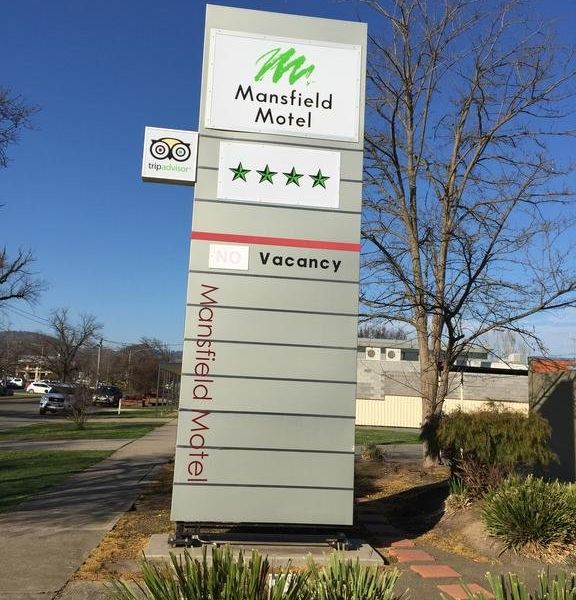 Mansfield
Motel
tripadvisor®
NO Vacancy
Mansfield Motel